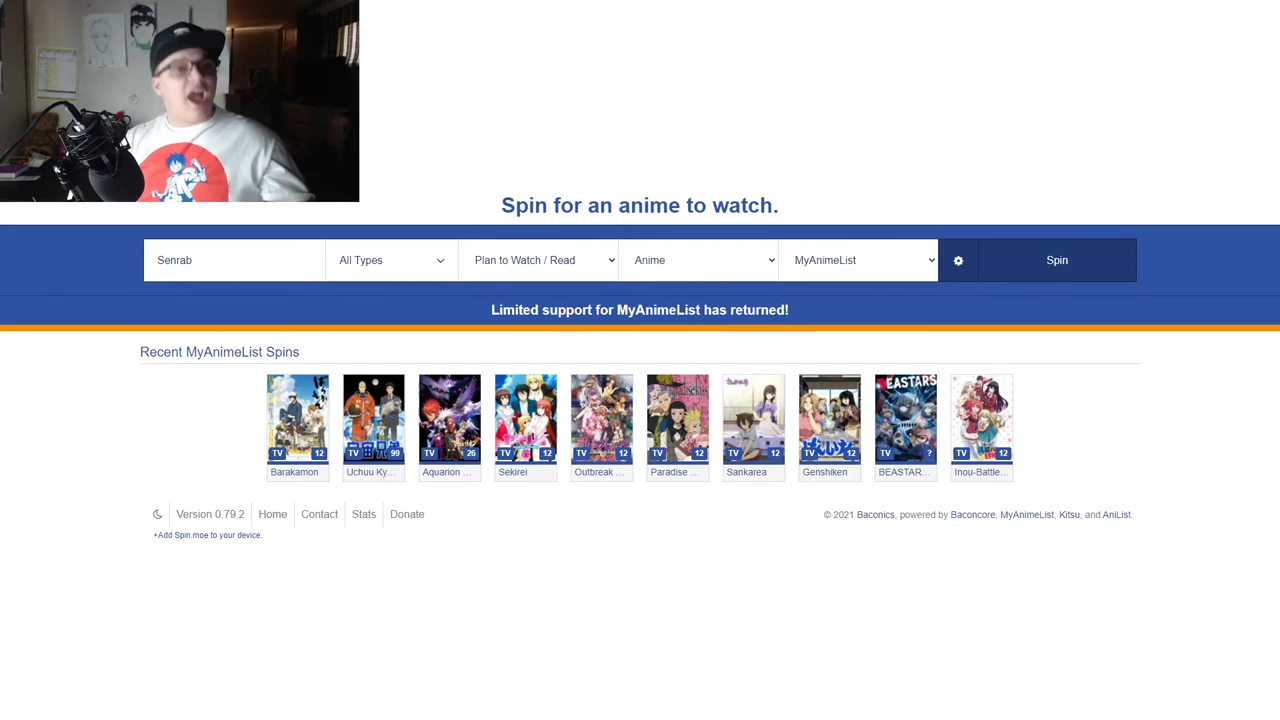 Spin for an anime to watch.
Senrab
All Types
Plan to Watch / Read
Anime
MyAnimeList
Spin
Limited support for MyAnimeList has returned!
Recent MyAnimeList Spins
BEASTARS
TV 12
TV 99
TV 26
TV 12
TV 12
TV 12
TV 12
TV 12
TV ?
TV 12
Barakamon
Uchuu Ky...
Aquarion ...
Sekirei
Outbreak ...
Paradise ...
Sankarea
Genshiken
BEASTAR...
Inou-Battle...
Version 0.79.2
Home
Contact
Stats
Donate
© 2021 Baconics, powered by Baconcore, MyAnimeList, Kitsu, and AniList.
+Add Spin.moe to your device.